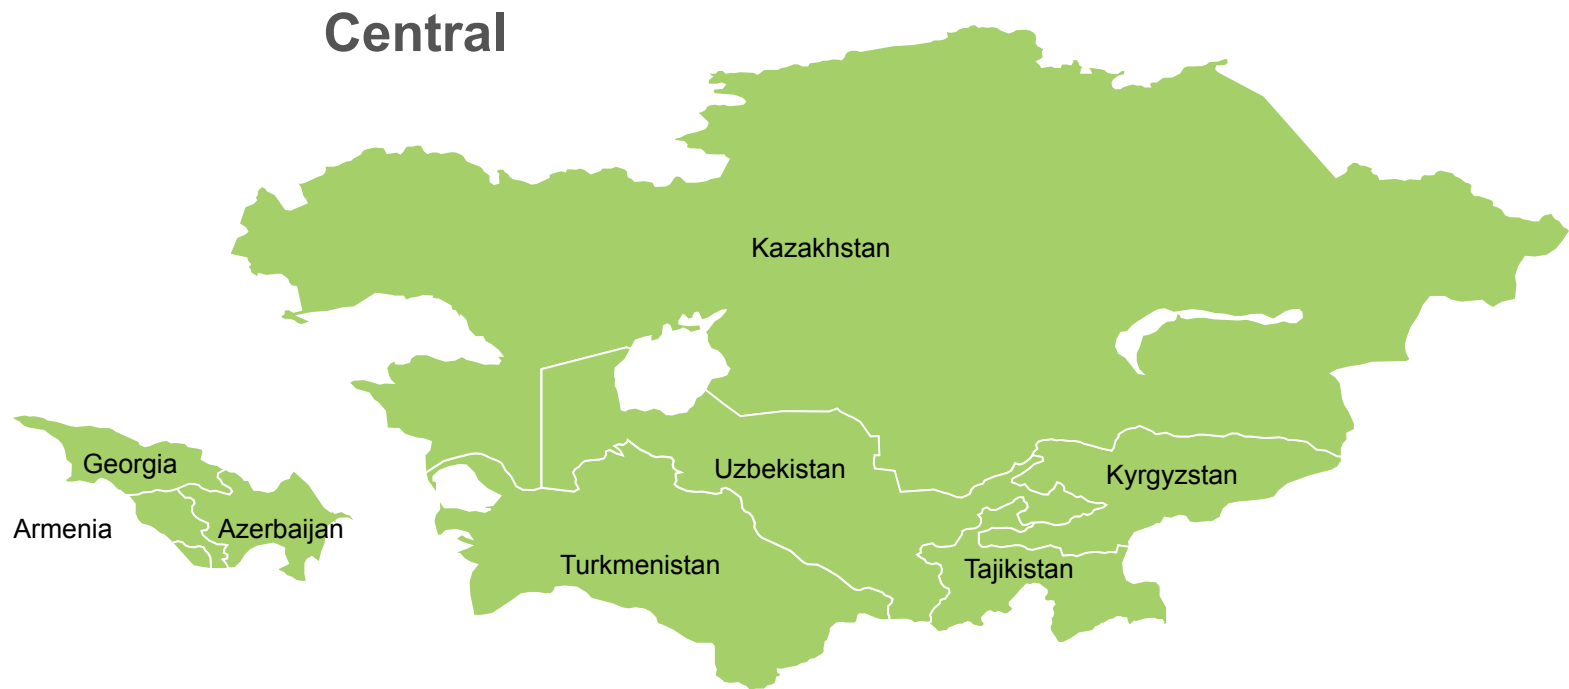 Central
Kazakhstan
Georgia
Uzbekistan
Kyrgyzstan
Armenia
Azerbaijan
Turkmenistan
Tajikistan